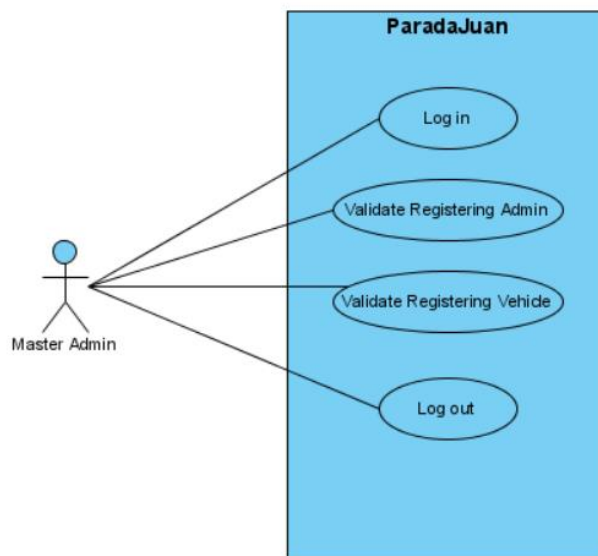 ParadaJuan
Log in
Validate Registering Admin
Validate Registering Vehicle
Master Admin
Log out